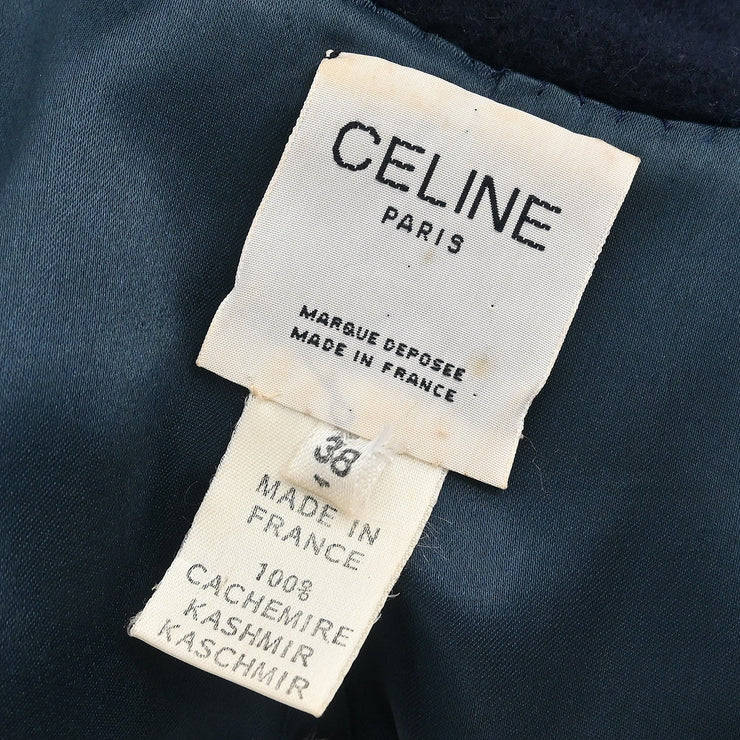 CELINE
PARIS
MARQUE DEPOSEE
MADE IN FRANCE
38
MADE IN
FRANCE
100%
CACHEMIRE
KASHMIR
KASCHMIR